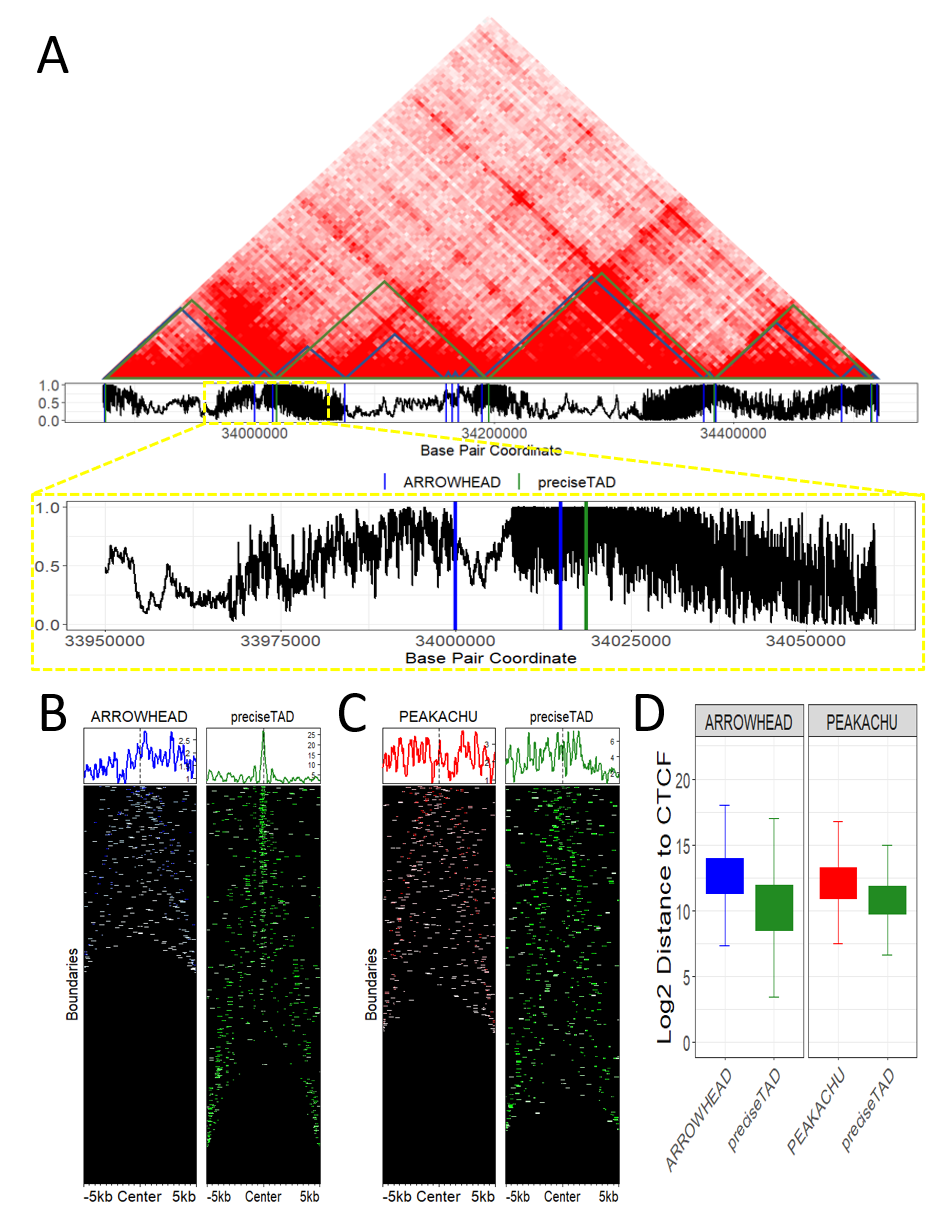 A
1.0
0.5
0.0
34000000 34200000 34400000
Base Pair Coordinate
ARROWHEAD preciseTAD
1.0
0.5
0.0
33950000 33975000 34000000 34025000 34050000
Base Pair Coordinate
B ARROWHEAD preciseTAD
C PEAKACHU preciseTAD
D ARROWHEAD PEAKACHU
2.5
25
20
15
10
5
3
6
4
2
Boundaries
-5kb Center 5kb
-5kb Center 5kb
Boundaries
-5kb Center 5kb
-5kb Center 5kb
Log2 Distance to CTCF
20
15
10
5
0
ARROWHEAD
preciseTAD
PEAKACHU
preciseTAD